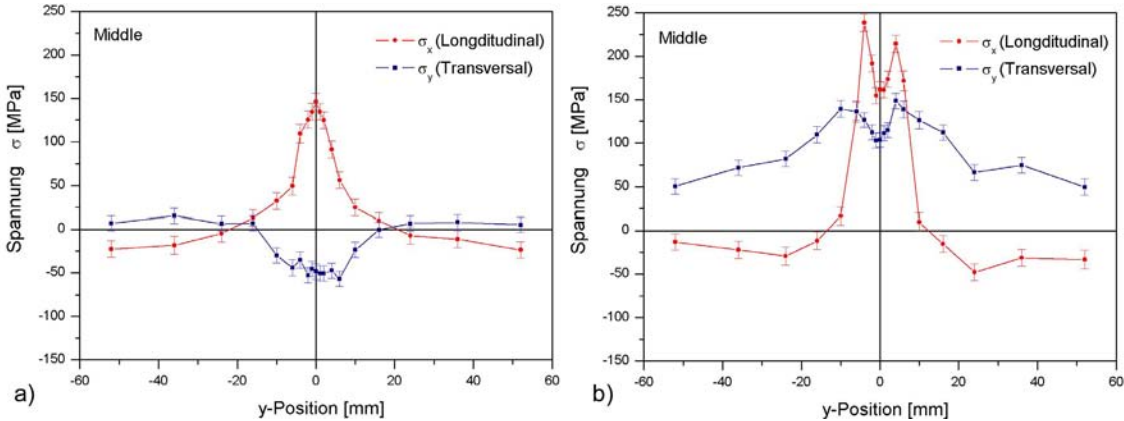 250
200
150
100
50
0
-50
-100
-150
Spannung σ [MPa]
Middle
σx (Longditudinal)
σy (Transversal)
-60
-40
-20
0
20
40
60
y-Position [mm]
a)
250
200
150
100
50
0
-50
-100
-150
Spannung σ [MPa]
Middle
σx (Longditudinal)
σy (Transversal)
-60
-40
-20
0
20
40
60
y-Position [mm]
b)